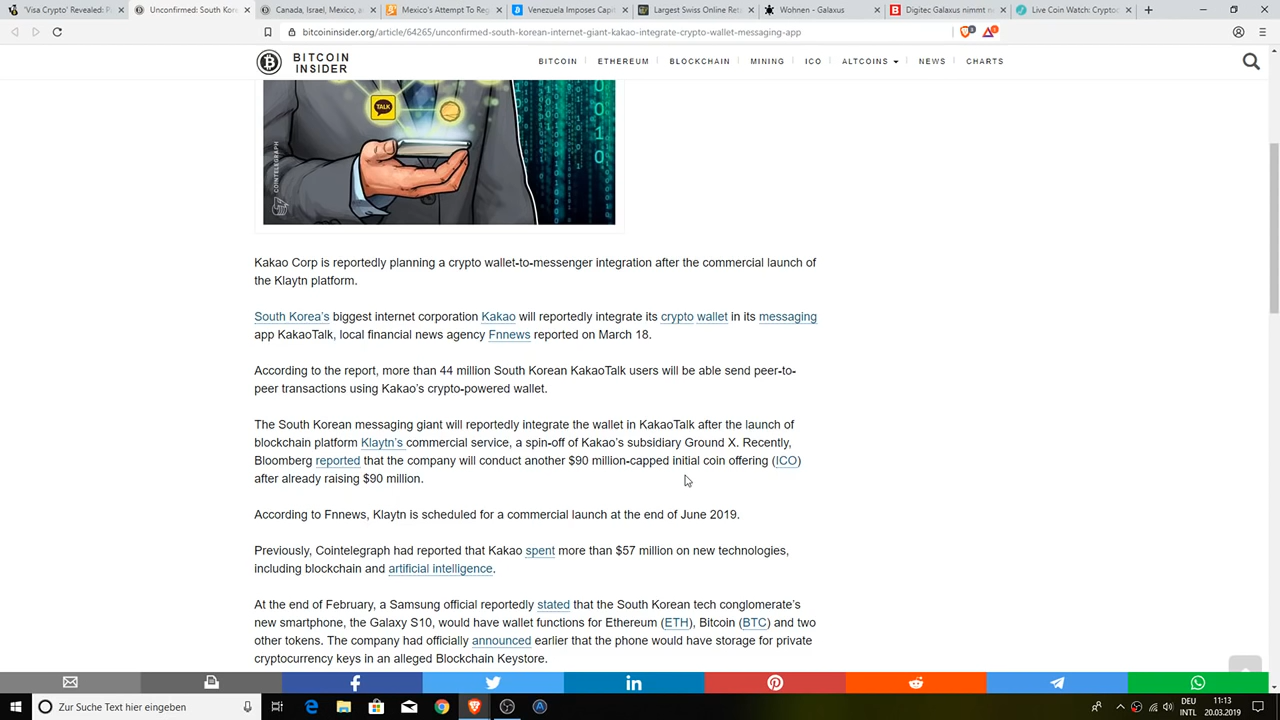 'Visa Crypto' Revealed: P
Unconfirmed: South Kore
Canada, Israel, Mexico, a
Mexico's Attempt To Reg
Venezuela Imposes Capi
Largest Swiss Online Ret
Wohnen - Galaxus
Digitec Galaxus nimmt n
Live Coin Watch: Cryptoc
bitcoininsider.org/article/64265/unconfirmed-south-korean-internet-giant-kakao-integrate-crypto-wallet-messaging-app
BITCOIN
INSIDER
BITCOIN ETHEREUM BLOCKCHAIN MINING ICO ALTCOINS NEWS CHARTS
TALK
COINTELEGRAPH
Kakao Corp is reportedly planning a crypto wallet-to-messenger integration after the commercial launch of
the Klaytn platform.
South Korea's biggest internet corporation Kakao will reportedly integrate its crypto wallet in its messaging
app KakaoTalk, local financial news agency Fnnews reported on March 18.
According to the report, more than 44 million South Korean KakaoTalk users will be able send peer-to-
peer transactions using Kakao's crypto-powered wallet.
The South Korean messaging giant will reportedly integrate the wallet in KakaoTalk after the launch of
blockchain platform Klaytn's commercial service, a spin-off of Kakao's subsidiary Ground X. Recently,
Bloomberg reported that the company will conduct another $90 million-capped initial coin offering (ICO)
after already raising $90 million.
According to Fnnews, Klaytn is scheduled for a commercial launch at the end of June 2019.
Previously, Cointelegraph had reported that Kakao spent more than $57 million on new technologies,
including blockchain and artificial intelligence.
At the end of February, a Samsung official reportedly stated that the South Korean tech conglomerate's
new smartphone, the Galaxy S10, would have wallet functions for Ethereum (ETH), Bitcoin (BTC) and two
other tokens. The company had officially announced earlier that the phone would have storage for private
cryptocurrency keys in an alleged Blockchain Keystore.
Zur Suche Text hier eingeben
DEU
INTL
11:13
20.03.2019